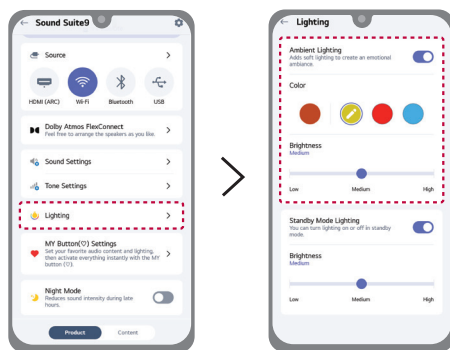 ← Sound Suite9
Source >
HDMI (ARC) Wi-Fi Bluetooth USB
Dolby Atmos FlexConnect >
Feel free to arrange the speakers as you like.
Sound Settings >
Tone Settings >
Lighting >
MY Button(♡) Settings >
Set your favorite audio content and lighting,
then activate everything instantly with the MY
button (♡).
Night Mode
Reduces sound intensity during late
hours.
Product Content
← Lighting
Ambient Lighting
Adds soft lighting to create an emotional
ambiance.
Color
Brightness
Medium
Low Medium High
Standby Mode Lighting
You can turn lighting on or off in standby
mode.
Brightness
Medium
Low Medium High